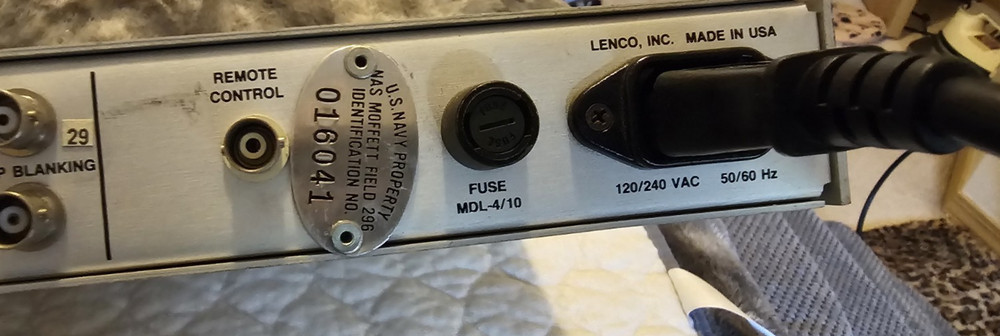 29
P BLANKING
REMOTE
CONTROL
U.S. NAVY PROPERTY
NAS MOFFETT FIELD 296
IDENTIFICATION NO.
016041
FUSE
MDL-4/10
LENCO, INC. MADE IN USA
120/240 VAC 50/60 Hz